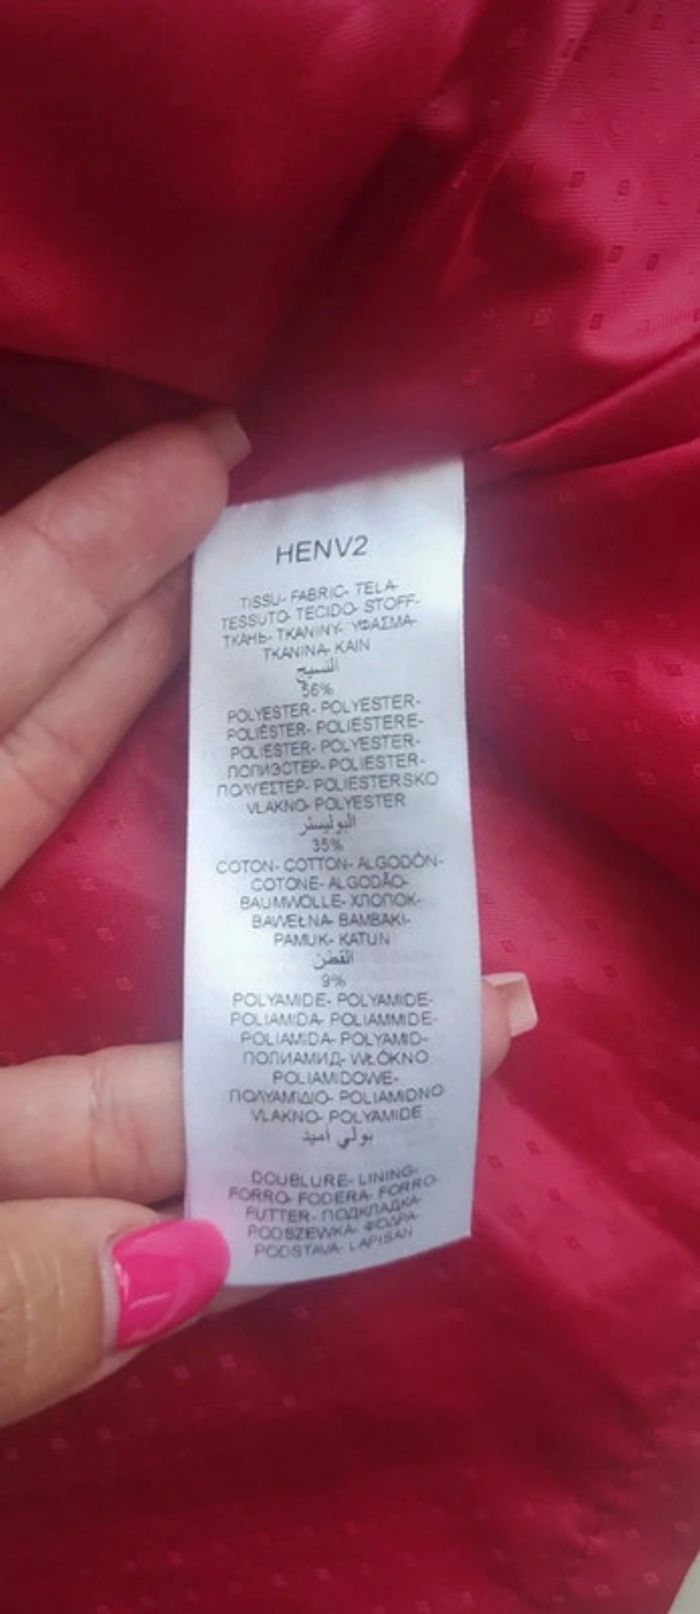 HENV2
TISSU- FABRIC- TELA-
TESSUTO- TECIDO- STOFF-
ТКАНЬ- TKANINY- ΥΦΑΣΜΑ-
TKANINA- KAIN
النسيج
56%
POLYESTER- POLYESTER-
POLIÉSTER- POLIESTERE-
POLIESTER- POLYESTER-
ПОЛИЭСТЕР- POLIESTER-
ΠΟΛΥΕΣΤΕΡ- POLIESTERSKO
VLAKNO- POLYESTER
البوليستر
35%
COTON- COTTON- ALGODÓN-
COTONE- ALGODÃO-
BAUMWOLLE- ХЛОПОК-
BAWEŁNA- BAMBAKI-
PAMUK- KATUN
القطن
9%
POLYAMIDE- POLYAMIDE-
POLIAMIDA- POLIAMMIDE-
POLIAMIDA- POLYAMID-
ПОЛИАМИД- WŁÓKNO
POLIAMIDOWE-
ΠΟΛΥΑΜΙΔΙΟ- POLIAMIDNO
VLAKNO- POLYAMIDE
بولي أميد
DOUBLURE- LINING-
FORRO- FODERA- FORRO-
FUTTER- ПОДКЛАДКА-
PODSZEWKA- ΦΟΔΡΑ-
PODSTAVA- LAPISAN